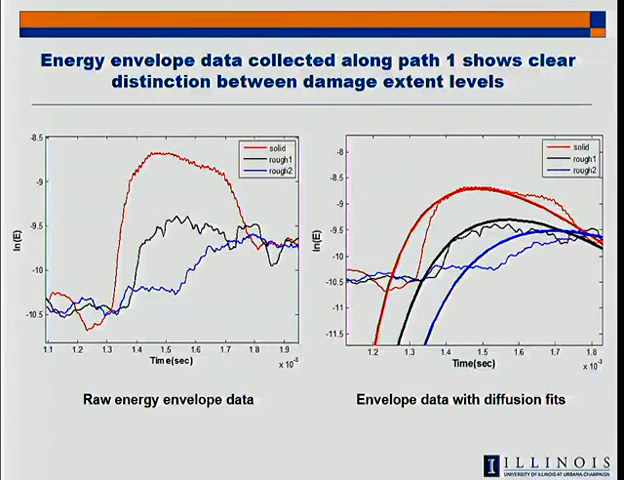 Energy envelope data collected along path 1 shows clear
distinction between damage extent levels
-8.5
-9
-9.5
-10
-10.5
ln(E)
solid
rough1
rough2
1.1 1.2 1.3 1.4 1.5 1.6 1.7 1.8 1.9
Time(sec)
x 10⁻³
Raw energy envelope data
-8
-8.5
-9
-9.5
-10
-10.5
-11
-11.5
ln(E)
solid
rough1
rough2
1.2 1.3 1.4 1.5 1.6 1.7 1.8
Time(sec)
x 10⁻³
Envelope data with diffusion fits
I ILLINOIS
UNIVERSITY OF ILLINOIS AT URBANA-CHAMPAIGN